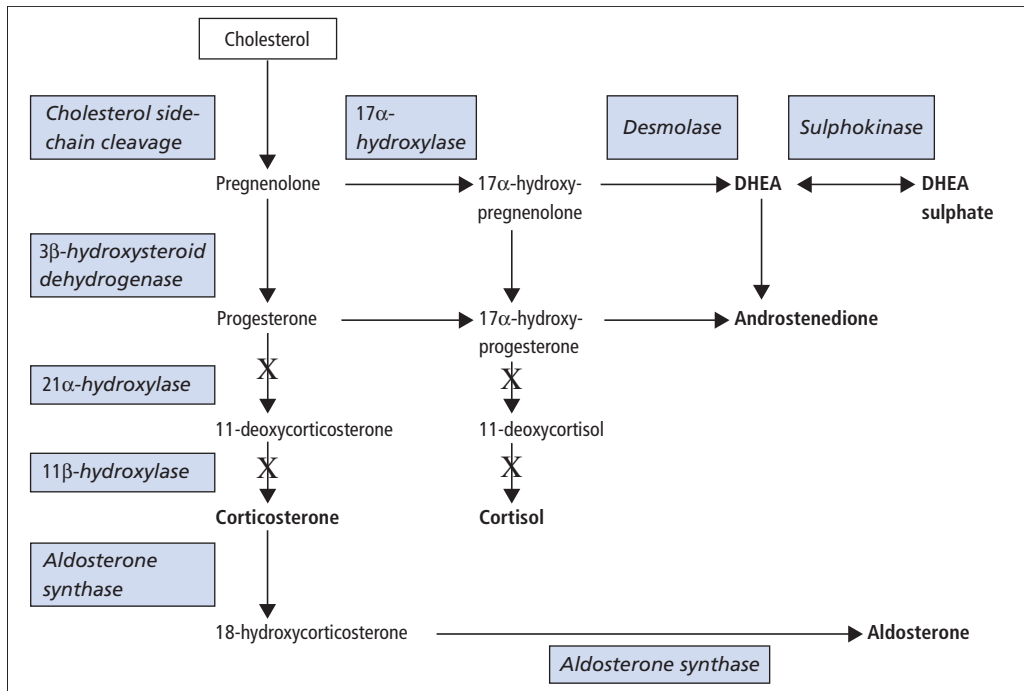 Cholesterol
Cholesterol side-
chain cleavage
17α-
hydroxylase
Desmolase
Sulphokinase
Pregnenolone
17α-hydroxy-
pregnenolone
DHEA
DHEA
sulphate
3β-hydroxysteroid
dehydrogenase
Progesterone
17α-hydroxy-
progesterone
Androstenedione
X
X
21α-hydroxylase
11-deoxycorticosterone
11-deoxycortisol
11β-hydroxylase
X
X
Corticosterone
Cortisol
Aldosterone
synthase
18-hydroxycorticosterone
Aldosterone
Aldosterone synthase